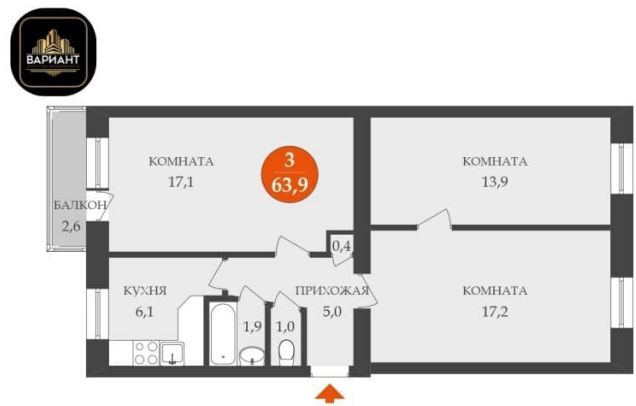 ВАРИАНТ
КОМНАТА
17,1
3
63,9
КОМНАТА
13,9
БАЛКОН
2,6
0,4
КУХНЯ
6,1
ПРИХОЖАЯ
5,0
КОМНАТА
17,2
1,9
1,0